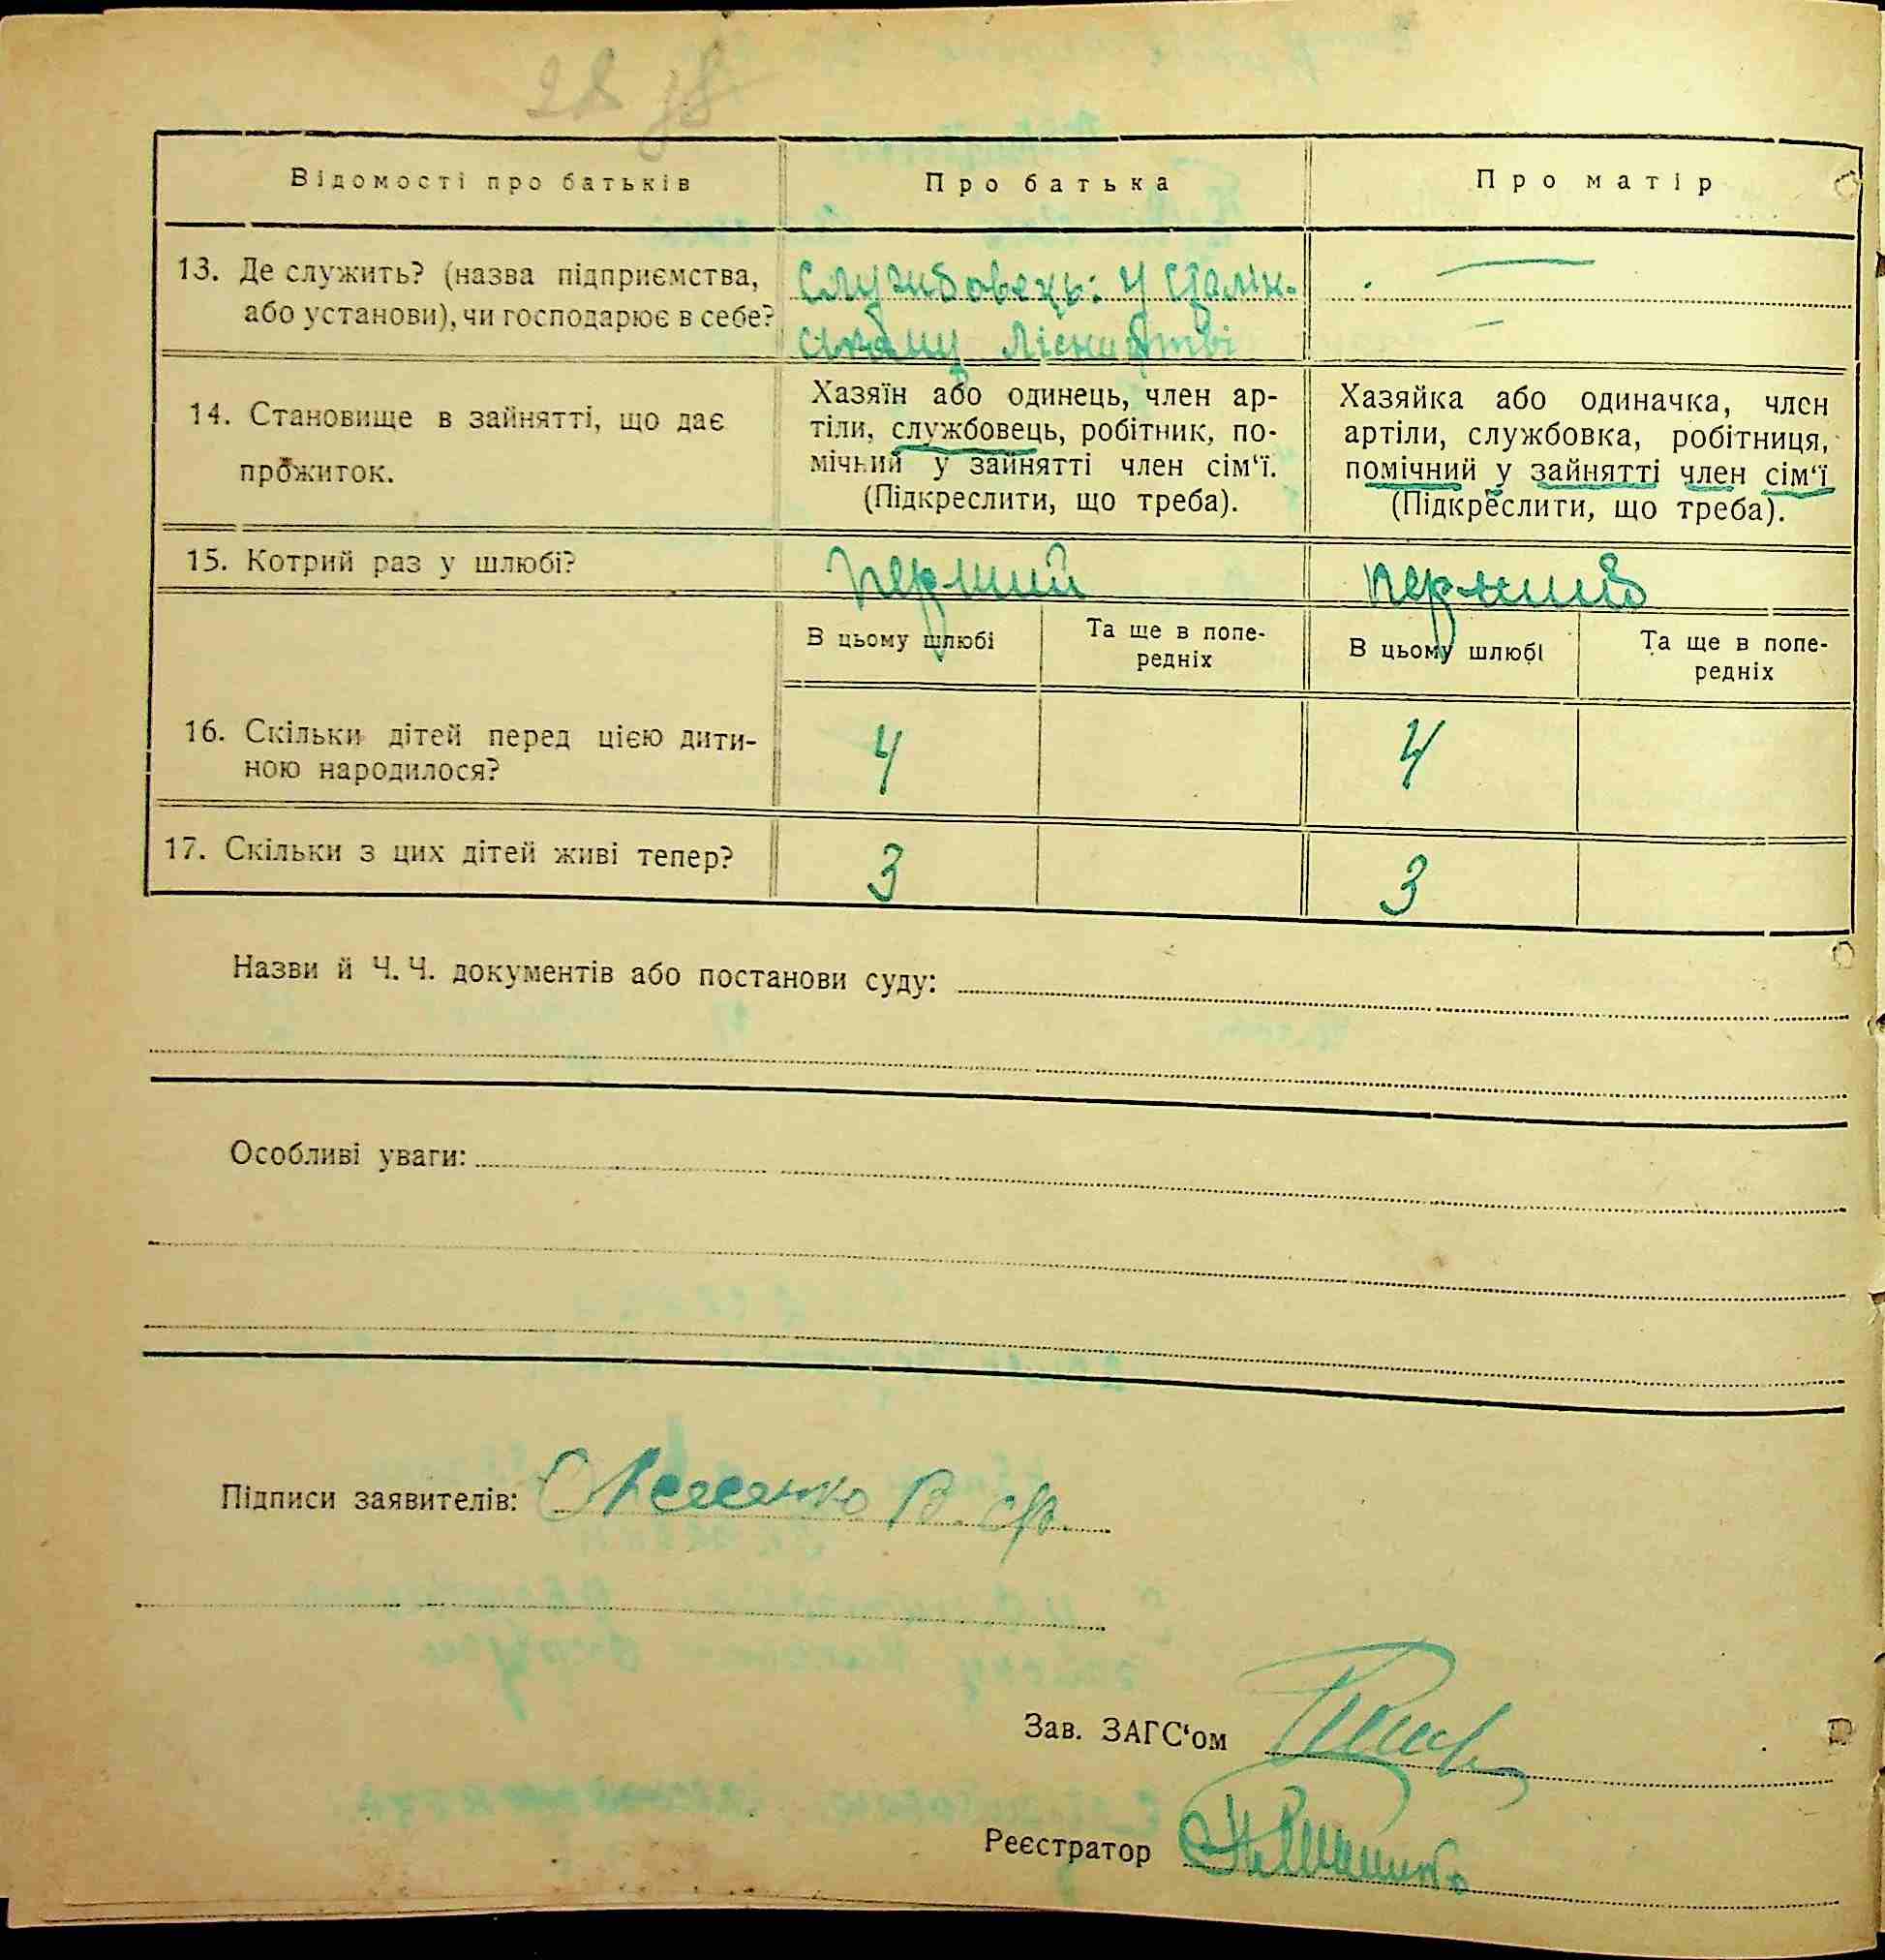 28
Відомості про батьків Про батька Про матір
13. Де служить? (назва підприємства, або установи), чи господарює в себе?
Службовець: у Сталін-
ському Лісництві
—
14. Становище в зайнятті, що дає
прожиток.
Хазяїн або одинець, член ар-
тіли, службовець, робітник, по-
мічний у зайнятті член сім‘ї.
(Підкреслити, що треба).
Хазяйка або одиначка, член
артіли, службовка, робітниця,
помічний у зайнятті член сім‘ї
(Підкреслити, що треба).
15. Котрий раз у шлюбі? перший перший
В цьому шлюбі Та ще в попе-
редніх
В цьому шлюбі Та ще в попе-
редніх
16. Скільки дітей перед цією дити-
ною народилося?
4 4
17. Скільки з цих дітей живі тепер? 3 3
Назви й Ч. Ч. документів або постанови суду:
Особливі уваги:
Підписи заявителів:
Зав. ЗАГС‘ом
Реєстратор